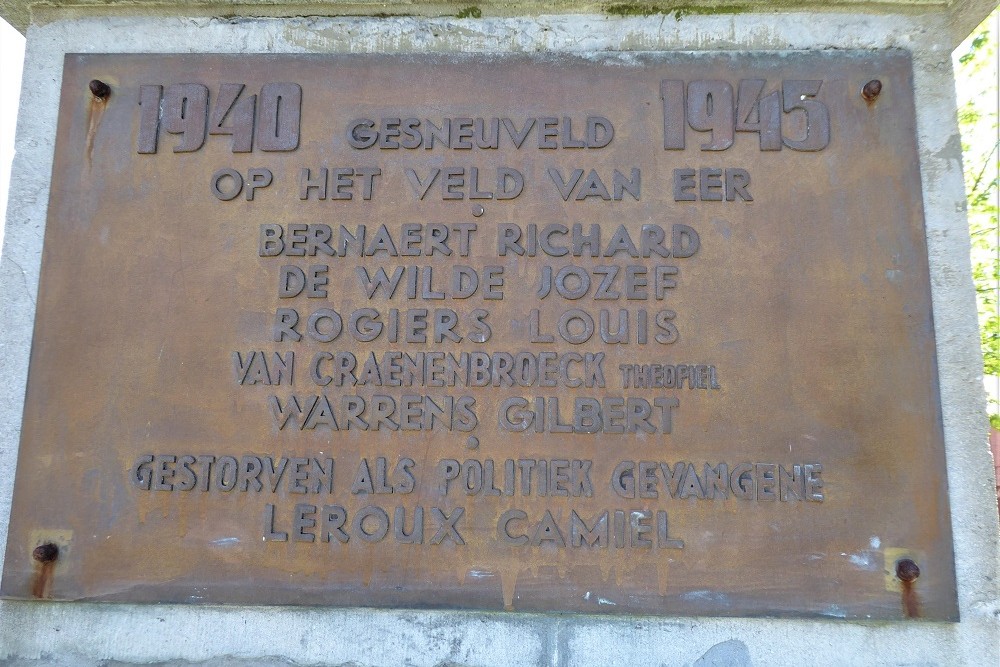 1940 GESNEUVELD 1945
OP HET VELD VAN EER
BERNAERT RICHARD
DE WILDE JOZEF
ROGIERS LOUIS
VAN CRAENENBROECK THEOPIEL
WARRENS GILBERT
GESTORVEN ALS POLITIEK GEVANGENE
LEROUX CAMIEL